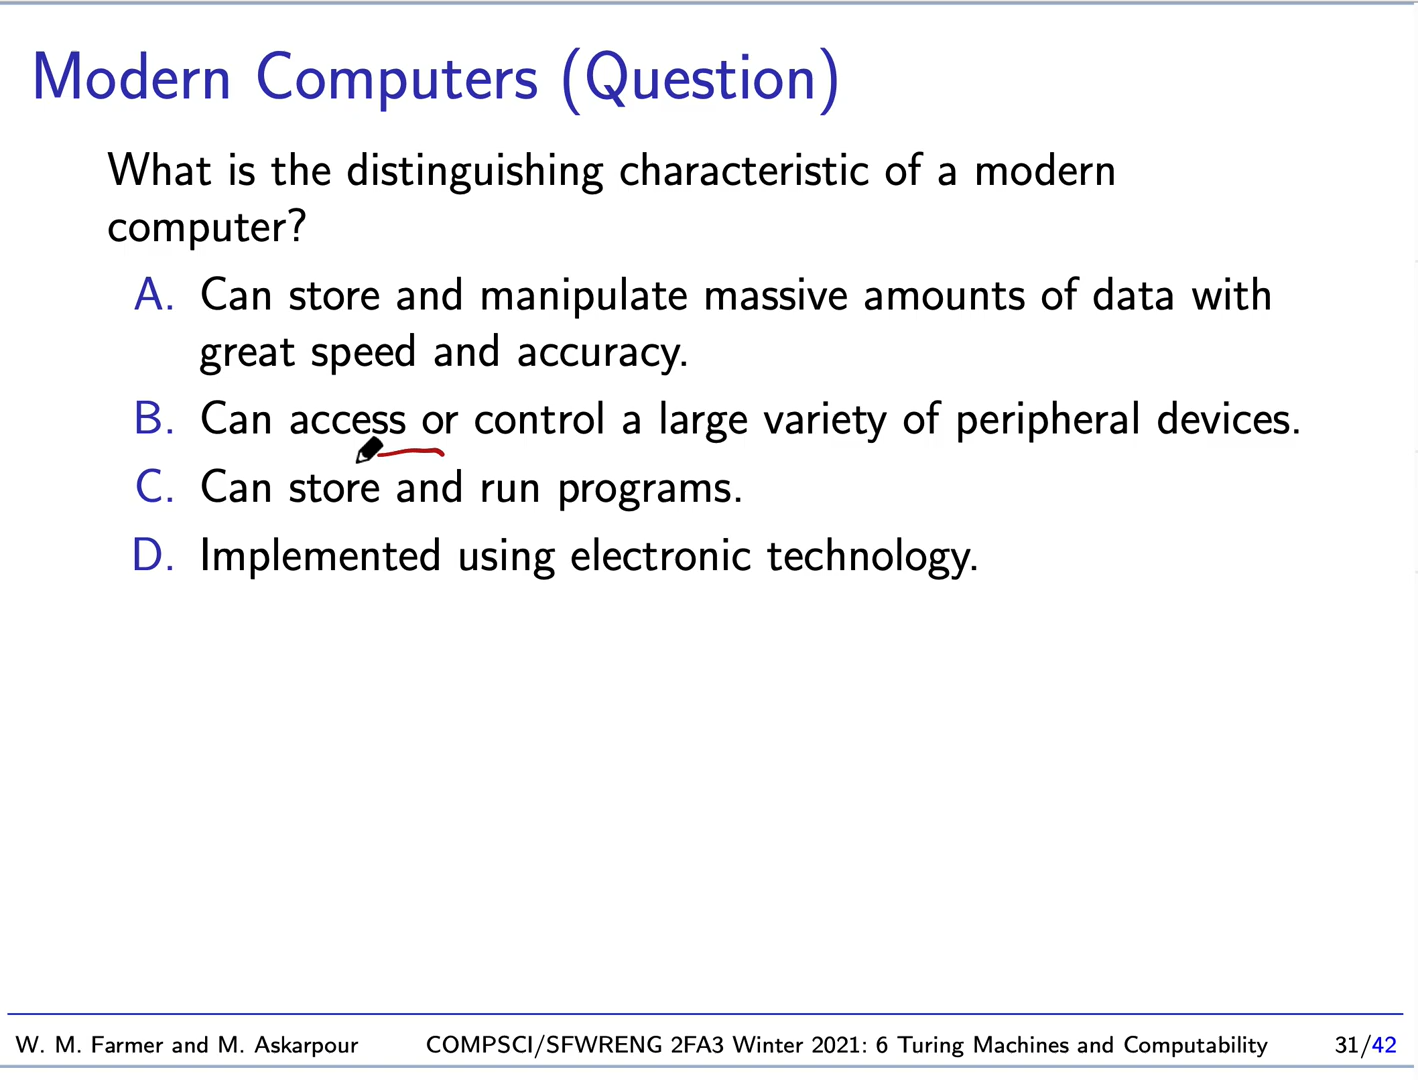 Modern Computers (Question)
What is the distinguishing characteristic of a modern
computer?
A. Can store and manipulate massive amounts of data with
great speed and accuracy.
B. Can access or control a large variety of peripheral devices.
C. Can store and run programs.
D. Implemented using electronic technology.
W. M. Farmer and M. Askarpour COMPSCI/SFWRENG 2FA3 Winter 2021: 6 Turing Machines and Computability 31/42